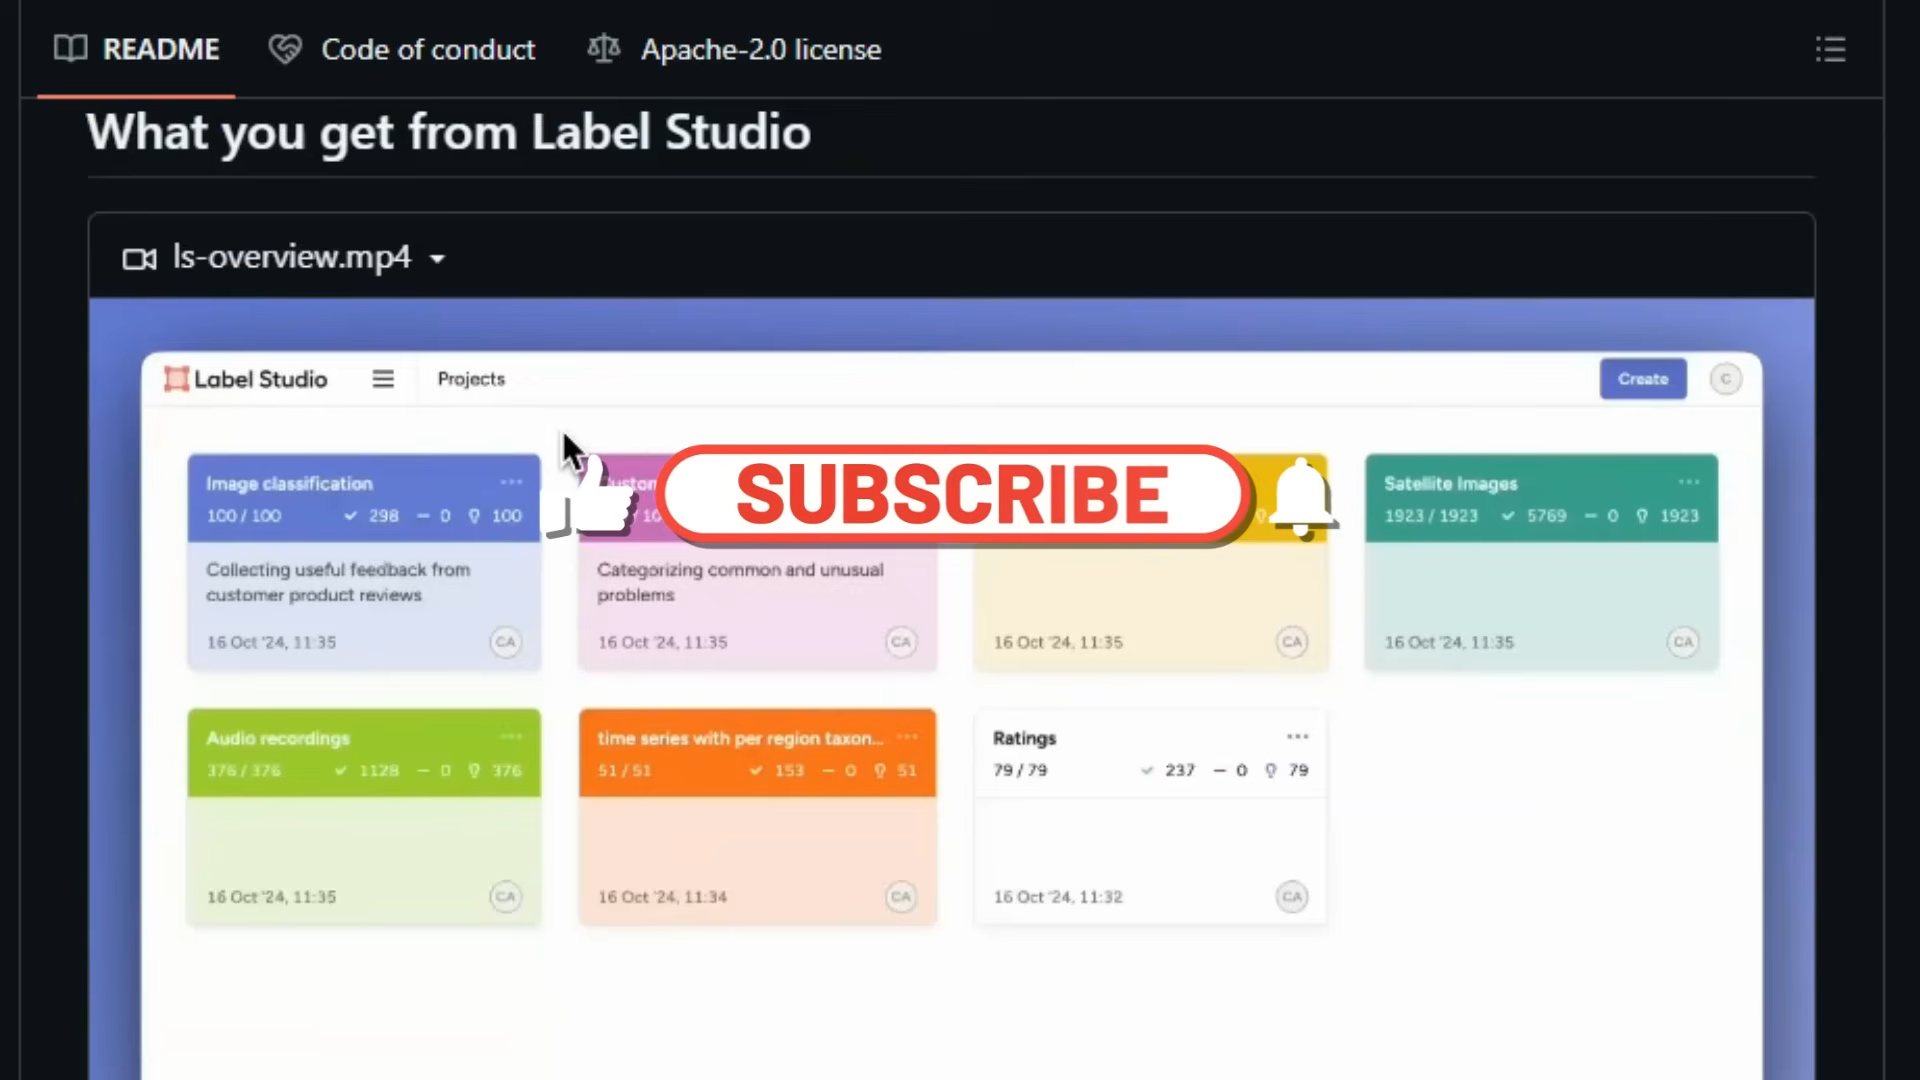 README Code of conduct Apache-2.0 license
What you get from Label Studio
ls-overview.mp4
Label Studio Projects Create C
Image classification
100 / 100 298 0 100
Collecting useful feedback from
customer product reviews
16 Oct '24, 11:35 CA
SUBSCRIBE
Categorizing common and unusual
problems
16 Oct '24, 11:35 CA
16 Oct '24, 11:35 CA
Satellite Images
1923 / 1923 5769 0 1923
16 Oct '24, 11:35 CA
Audio recordings
376 / 376 1128 0 376
16 Oct '24, 11:35 CA
time series with per region taxon...
51 / 51 153 0 51
16 Oct '24, 11:34 CA
Ratings
79 / 79 237 0 79
16 Oct '24, 11:32 CA